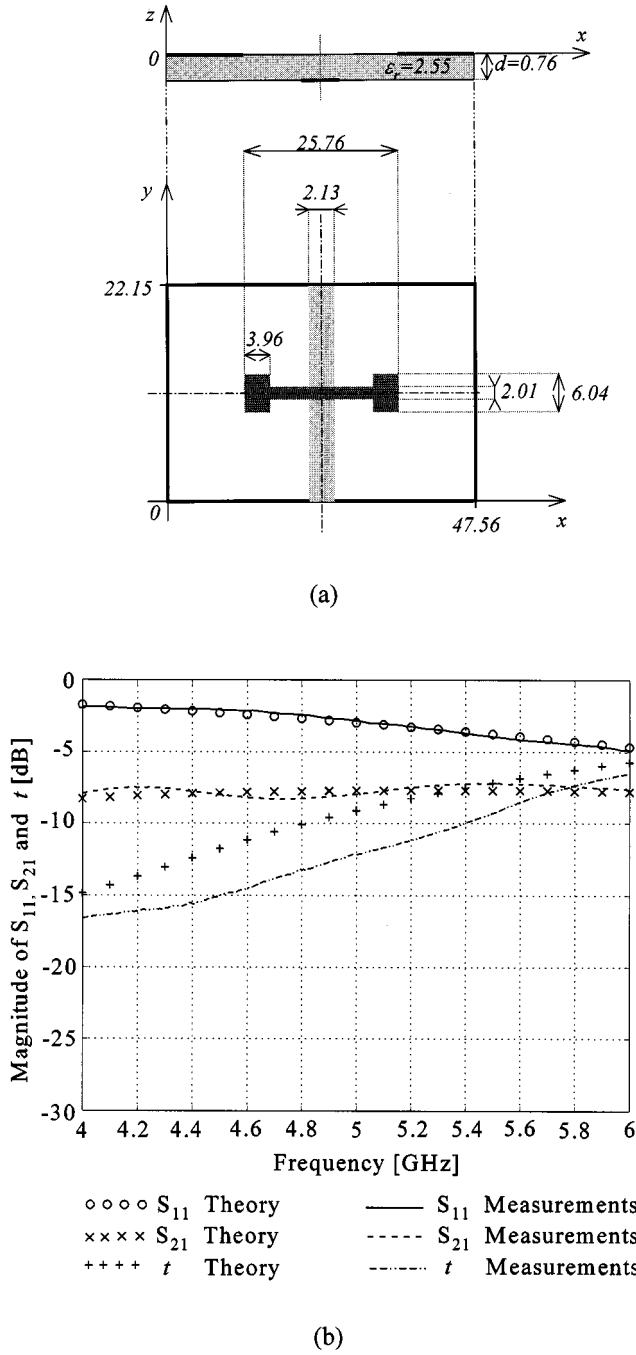 z
x
0
εr=2.55
d=0.76
25.76
y
2.13
22.15
3.96
2.01
6.04
0
47.56
x
(a)
Magnitude of S11, S21 and t [dB]
0
-5
-10
-15
-20
-25
-30
4 4.2 4.4 4.6 4.8 5 5.2 5.4 5.6 5.8 6
Frequency [GHz]
o o o o S11 Theory S11 Measurements
××× × S21 Theory S21 Measurements
+ + + + t Theory t Measurements
(b)